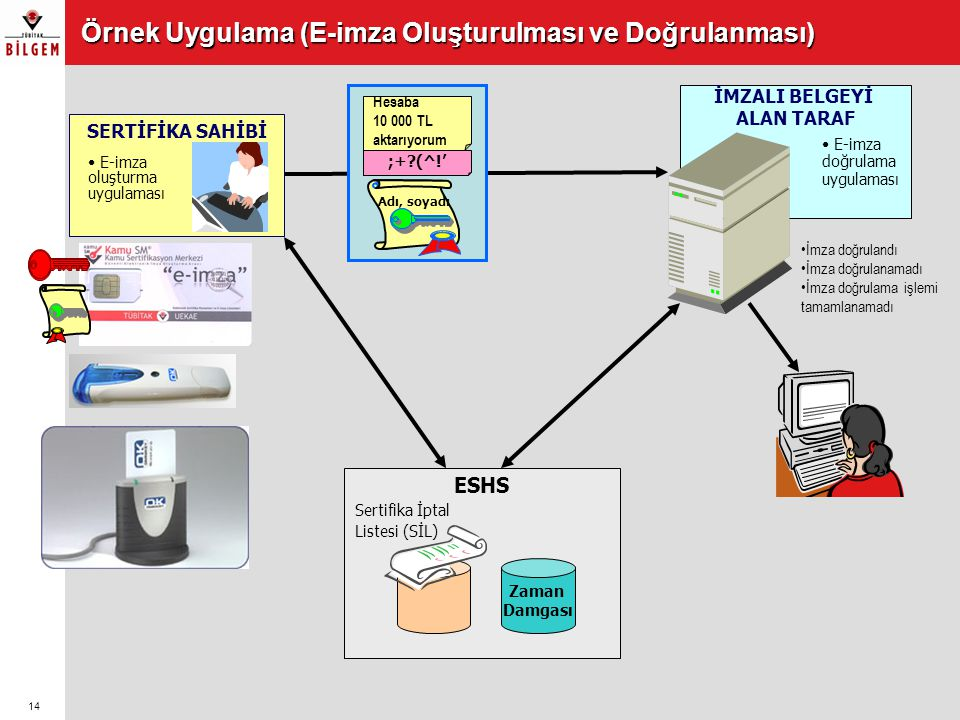 TÜBİTAK
BİLGEM
Örnek Uygulama (E-imza Oluşturulması ve Doğrulanması)
SERTİFİKA SAHİBİ
• E-imza
oluşturma
uygulaması
Hesaba
10 000 TL
aktarıyorum
;+?(^!’
Adı, soyadı
İMZALI BELGEYİ
ALAN TARAF
• E-imza
doğrulama
uygulaması
•İmza doğrulandı
•İmza doğrulanamadı
•İmza doğrulama işlemi
tamamlanamadı
Kamu SM
Kamu Sertifikasyon Merkezi
“e-imza”
TÜBİTAK UEKAE
OK
OK
OK
ESHS
Sertifika İptal
Listesi (SİL)
Zaman
Damgası
14